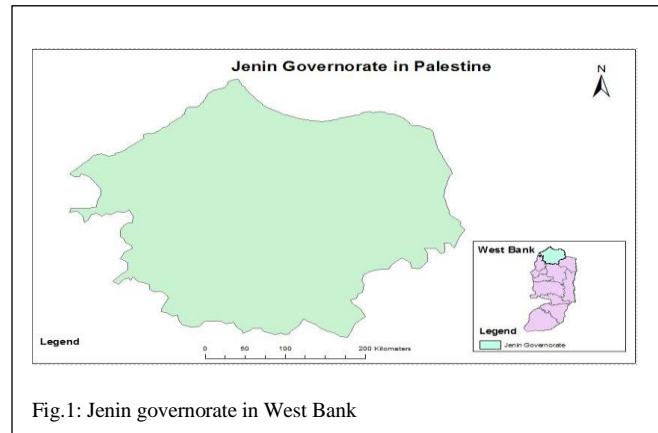 Jenin Governorate in Palestine
N
West Bank
Legend
Jenin Governorate
Legend
0 50 100 200 Kilometers
Fig.1: Jenin governorate in West Bank